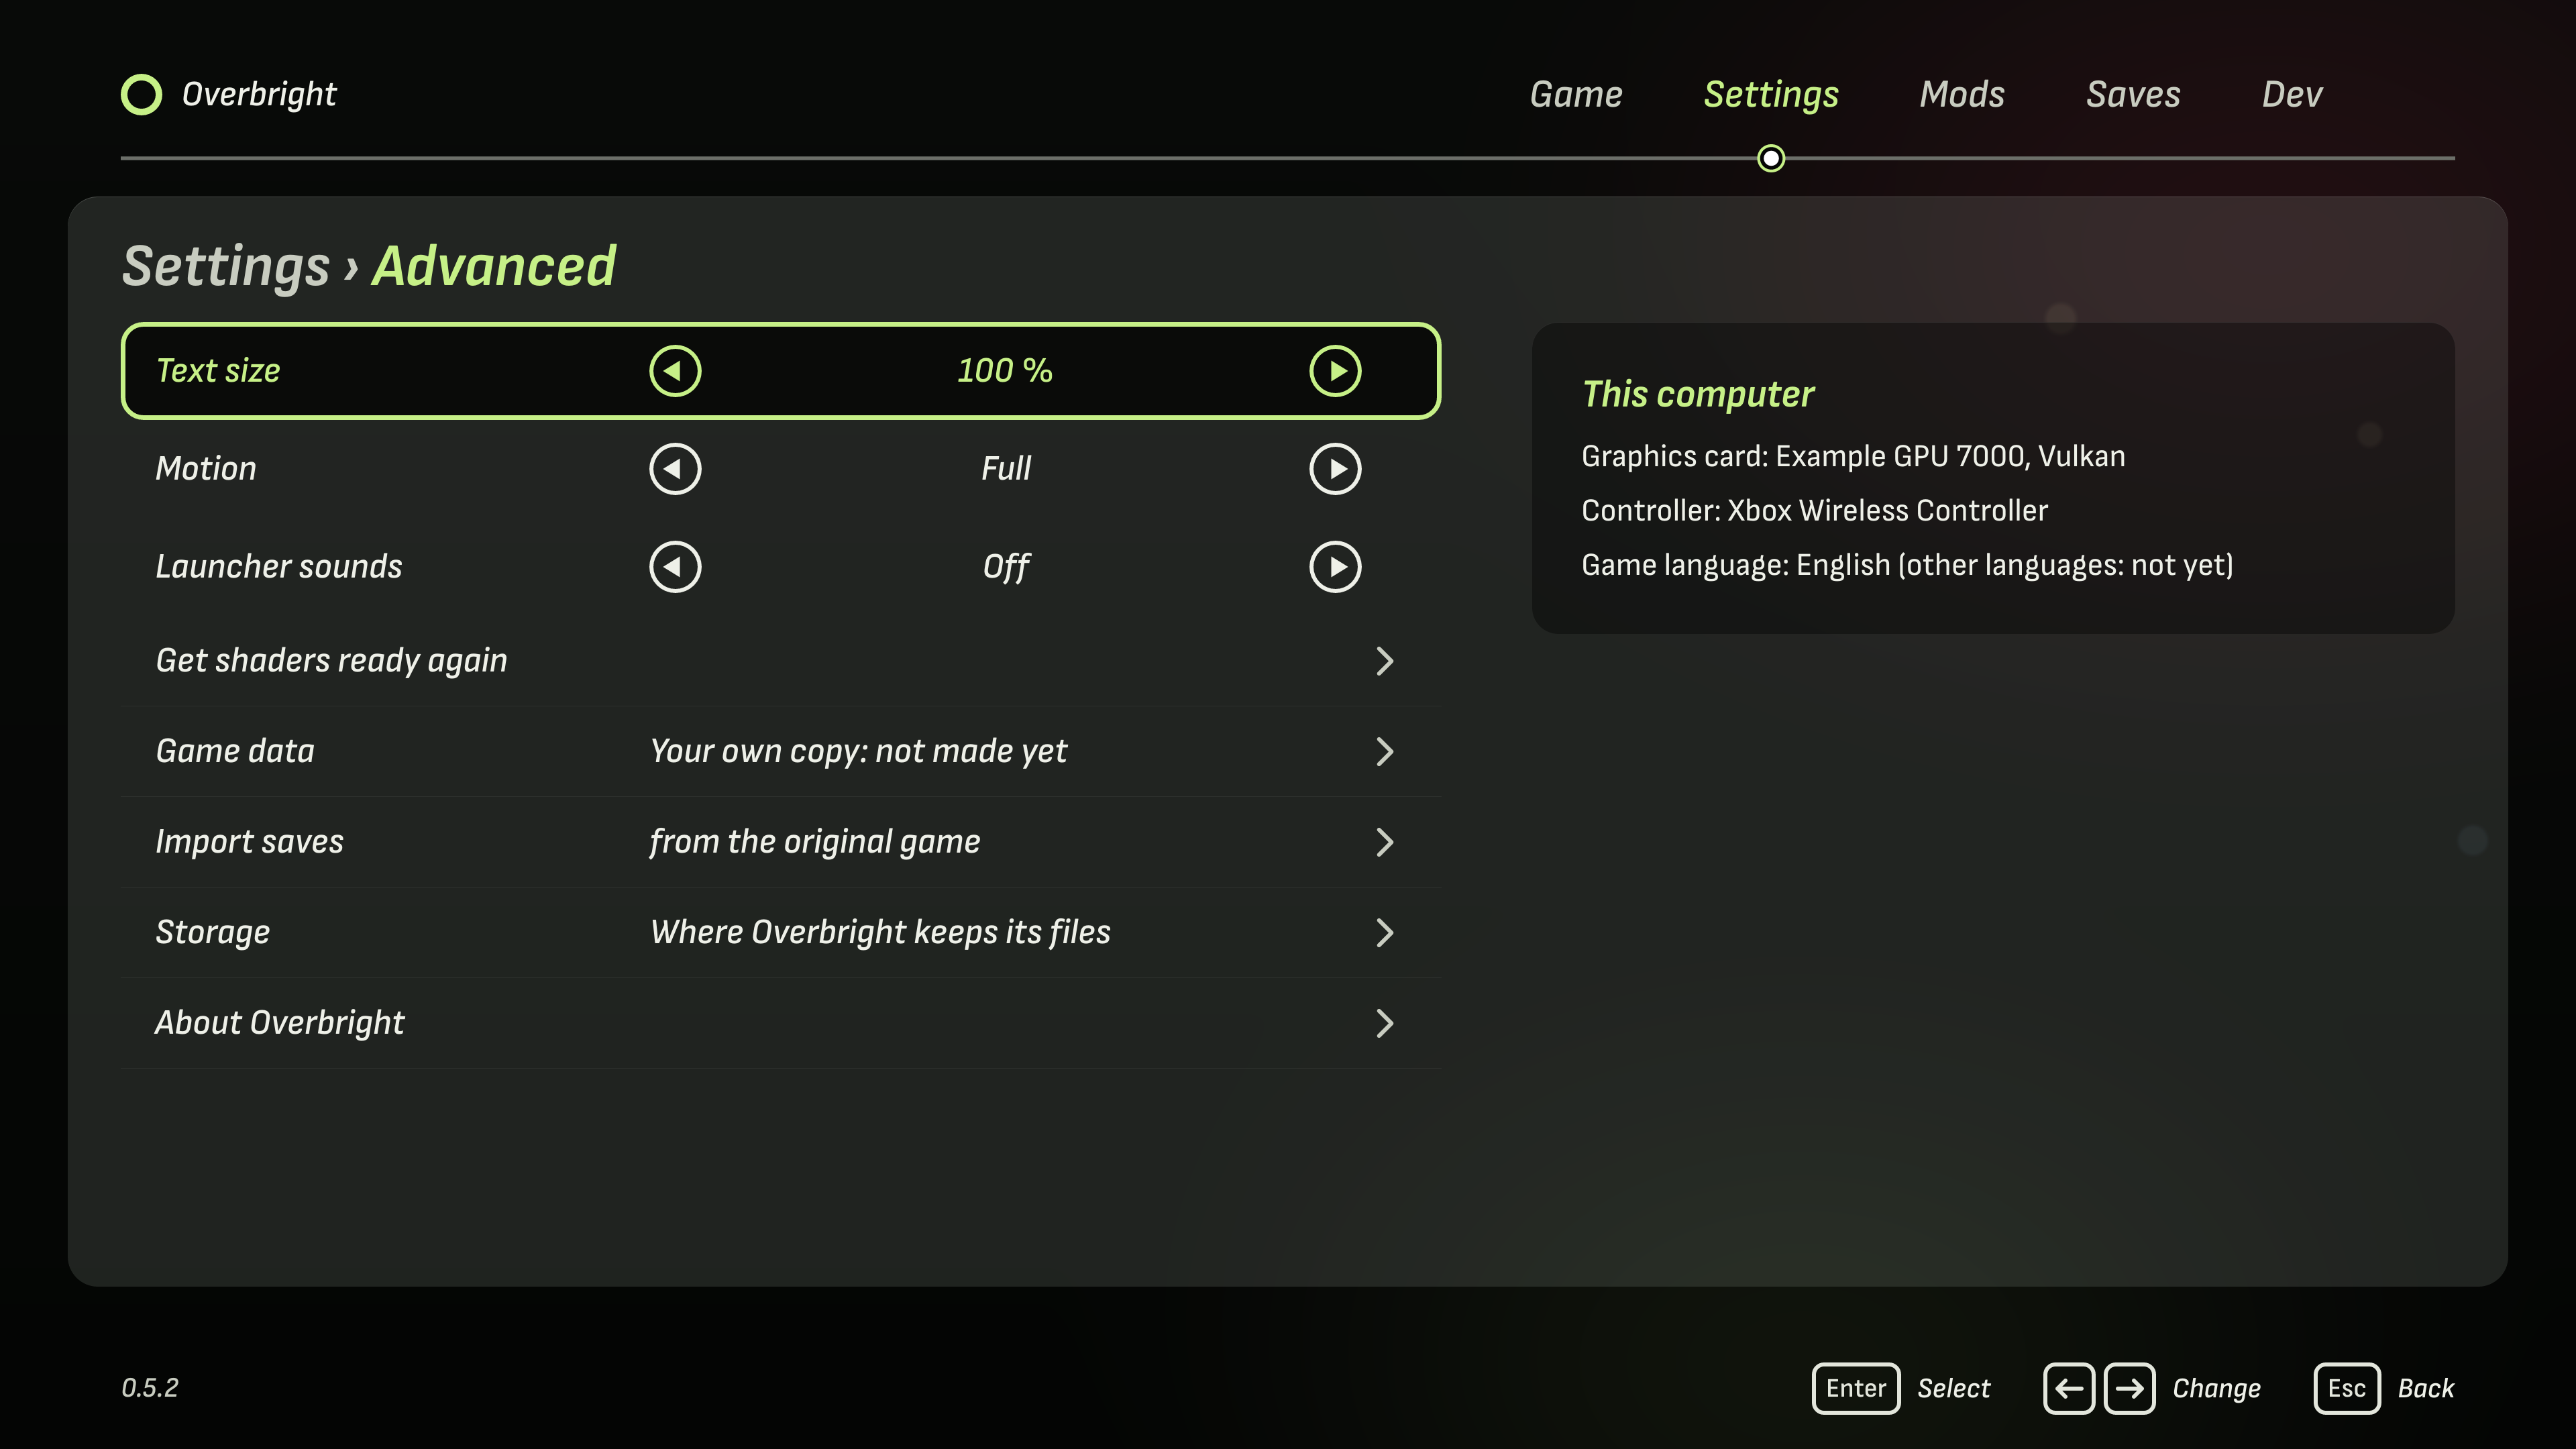 Overbright
Game Settings Mods Saves Dev
Settings › Advanced
Text size 100 %
Motion Full
Launcher sounds Off
Get shaders ready again
Game data Your own copy: not made yet
Import saves from the original game
Storage Where Overbright keeps its files
About Overbright
This computer
Graphics card: Example GPU 7000, Vulkan
Controller: Xbox Wireless Controller
Game language: English (other languages: not yet)
0.5.2
Enter Select ← → Change Esc Back